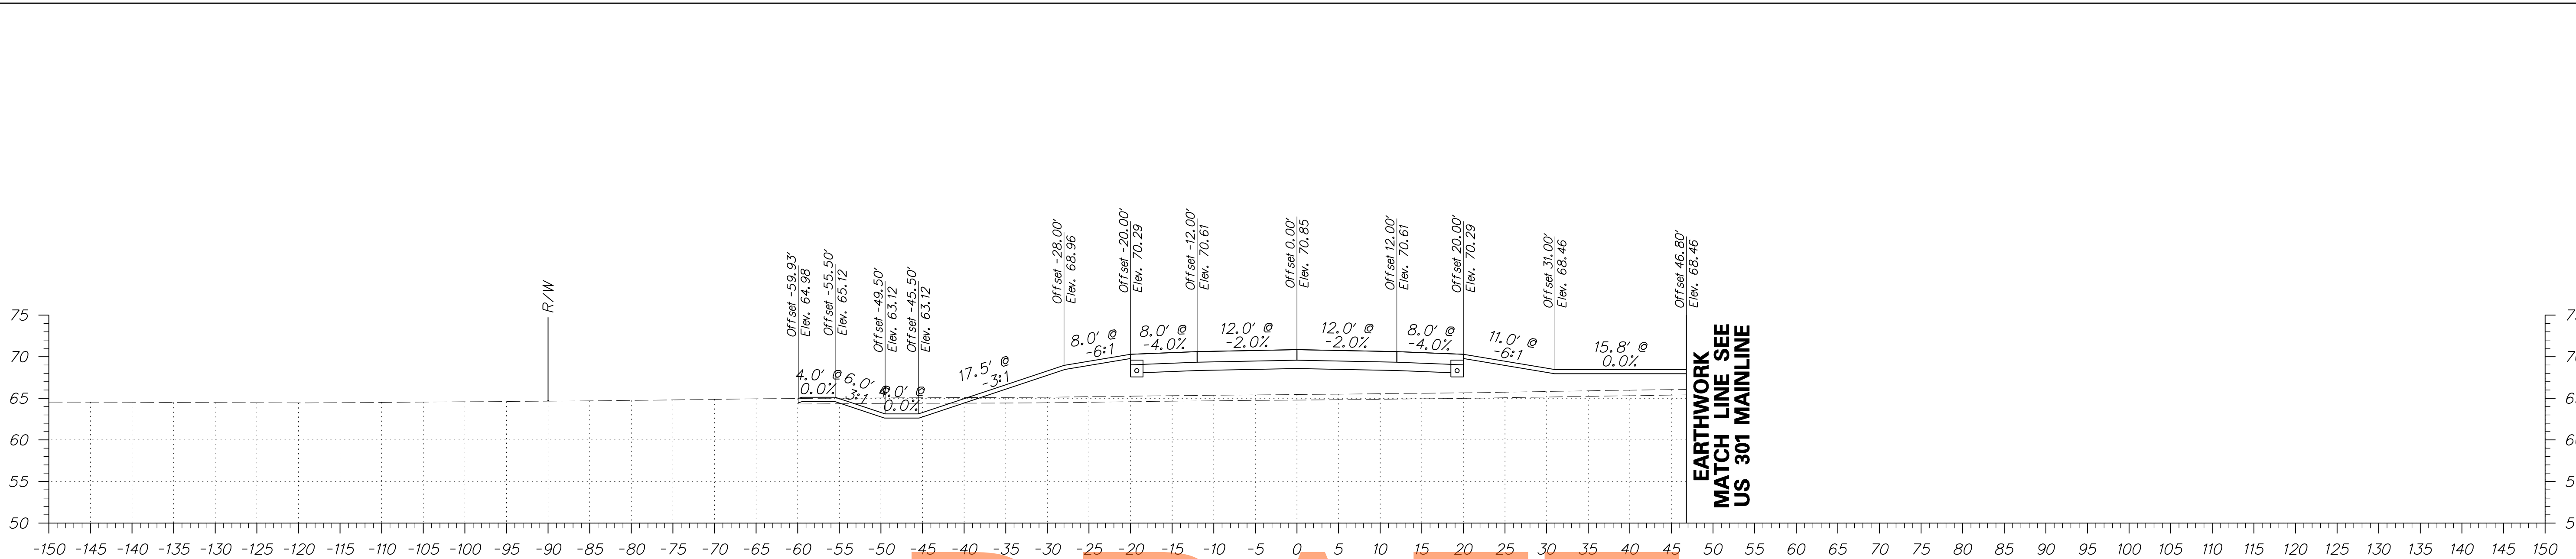 Offset -59.93'
Elev. 64.98
Offset -55.50'
Elev. 65.12
Offset -49.50'
Elev. 63.12
Offset -45.50'
Elev. 63.12
Offset -28.00'
Elev. 68.96
Offset -20.00'
Elev. 70.29
Offset -12.00'
Elev. 70.61
Offset 0.00'
Elev. 70.85
Offset 12.00'
Elev. 70.61
Offset 20.00'
Elev. 70.29
Offset 31.00'
Elev. 68.46
Offset 46.80'
Elev. 68.46
R/W
4.0' @
0.0%
6.0' @
3:1
4.0' @
0.0%
17.5' @
-3:1
8.0' @
-6:1
8.0' @
-4.0%
12.0' @
-2.0%
12.0' @
-2.0%
8.0' @
-4.0%
11.0' @
-6:1
15.8' @
0.0%
EARTHWORK
MATCH LINE SEE
US 301 MAINLINE
75
70
65
60
55
50
-150 -145 -140 -135 -130 -125 -120 -115 -110 -105 -100 -95 -90 -85 -80 -75 -70 -65 -60 -55 -50 -45 -40 -35 -30 -25 -20 -15 -10 -5 0 5 10 15 20 25 30 35 40 45 50 55 60 65 70 75 80 85 90 95 100 105 110 115 120 125 130 135 140 145 150